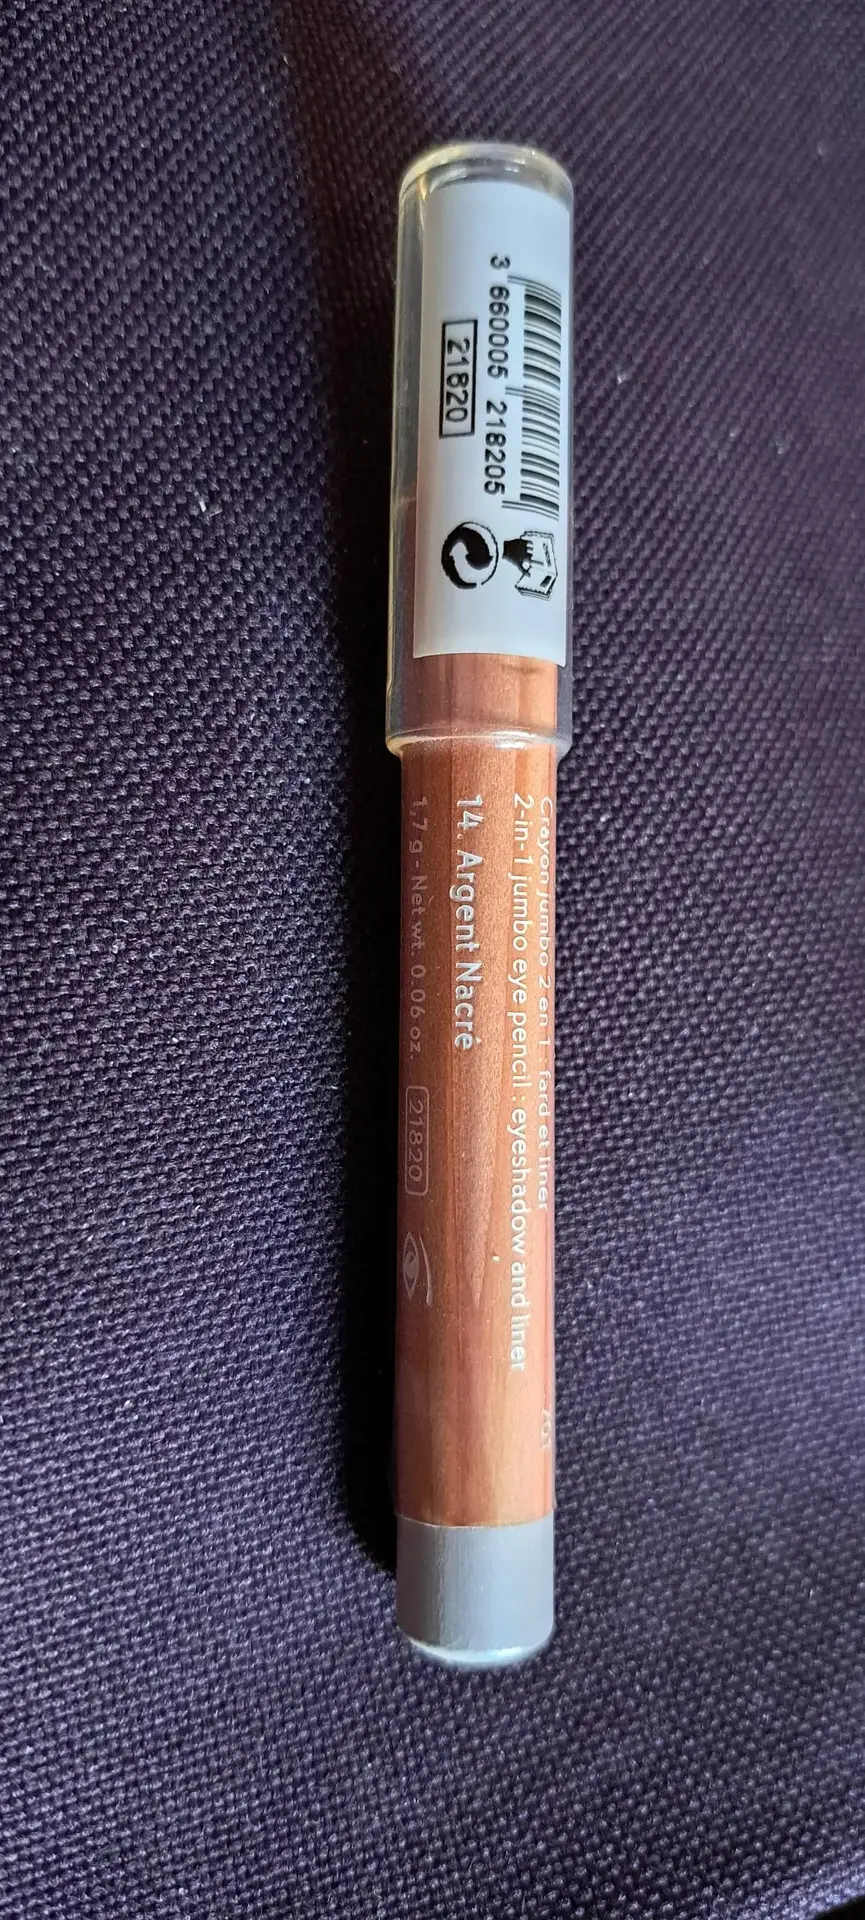 3 660005 218205
21820
Crayon jumbo 2 en 1 : fard et liner
2-in-1 jumbo eye pencil : eyeshadow and liner
14. Argent Nacré
1,7 g - Net wt. 0.06 oz.
21820